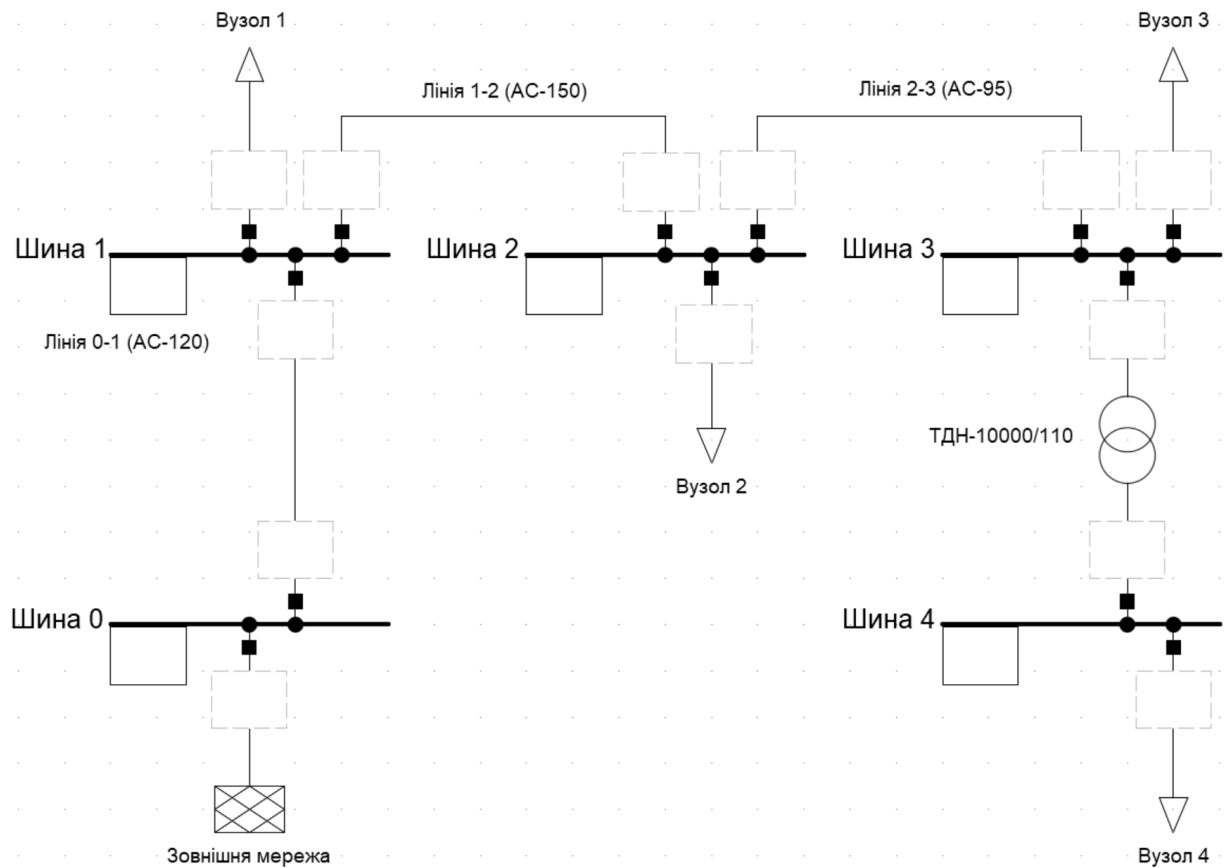 Вузол 1
Вузол 3
Лінія 1-2 (АС-150)
Лінія 2-3 (АС-95)
Шина 1
Шина 2
Шина 3
Лінія 0-1 (АС-120)
ТДН-10000/110
Вузол 2
Шина 0
Шина 4
Зовнішня мережа
Вузол 4